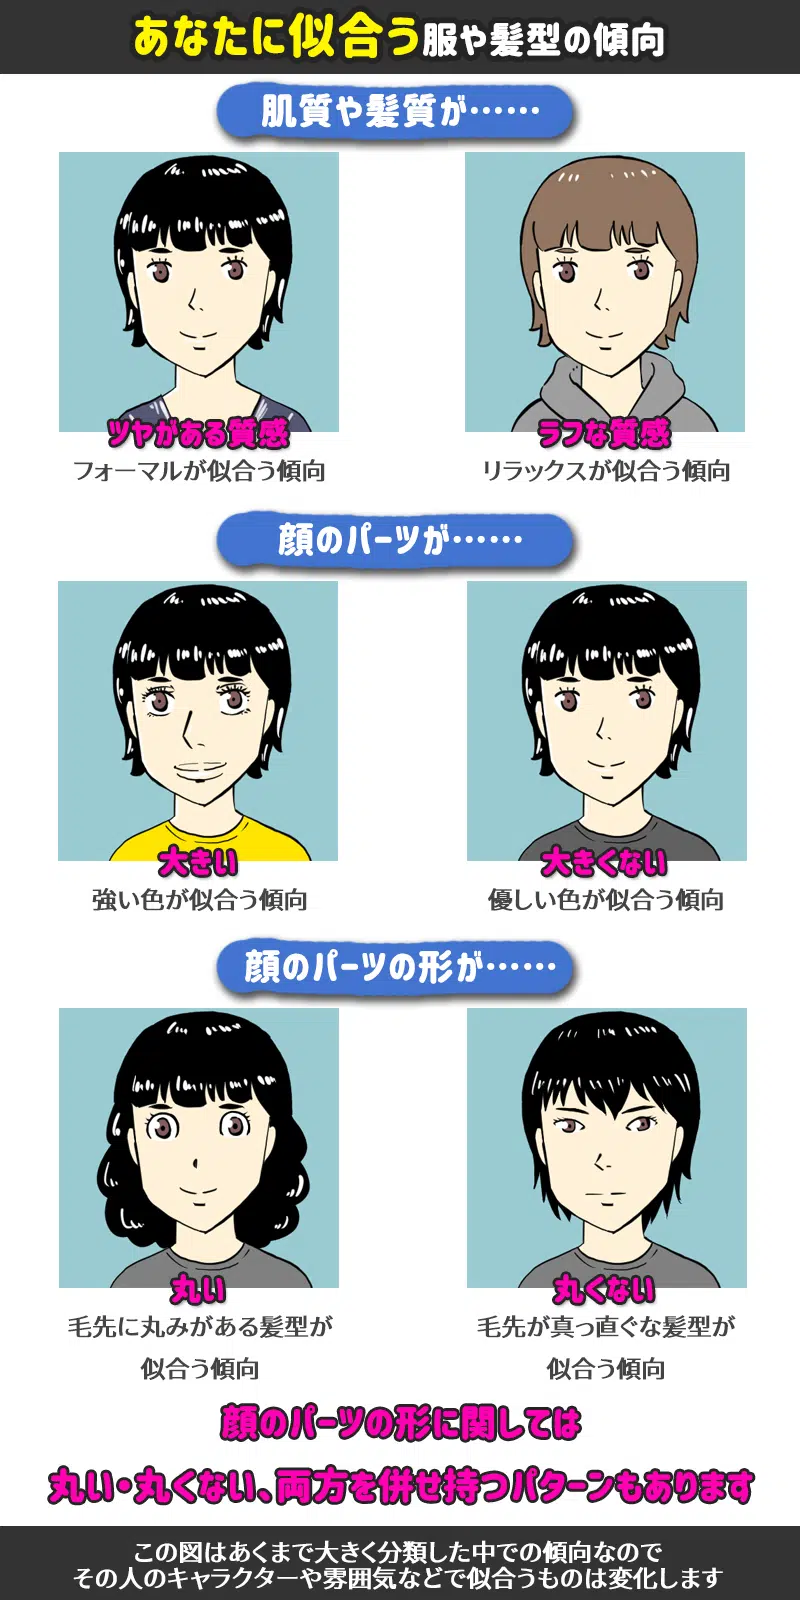 あなたに似合う服や髪型の傾向
肌質や髪質が……
ツヤがある質感
ラフな質感
フォーマルが似合う傾向
リラックスが似合う傾向
顔のパーツが……
大きい
大きくない
強い色が似合う傾向
優しい色が似合う傾向
顔のパーツの形が……
丸い
丸くない
毛先に丸みがある髪型が
似合う傾向
毛先が真っ直ぐな髪型が
似合う傾向
顔のパーツの形に関しては
丸い・丸くない、両方を併せ持つパターンもあります
この図はあくまで大きく分類した中での傾向なので
その人のキャラクターや雰囲気などで似合うものは変化します